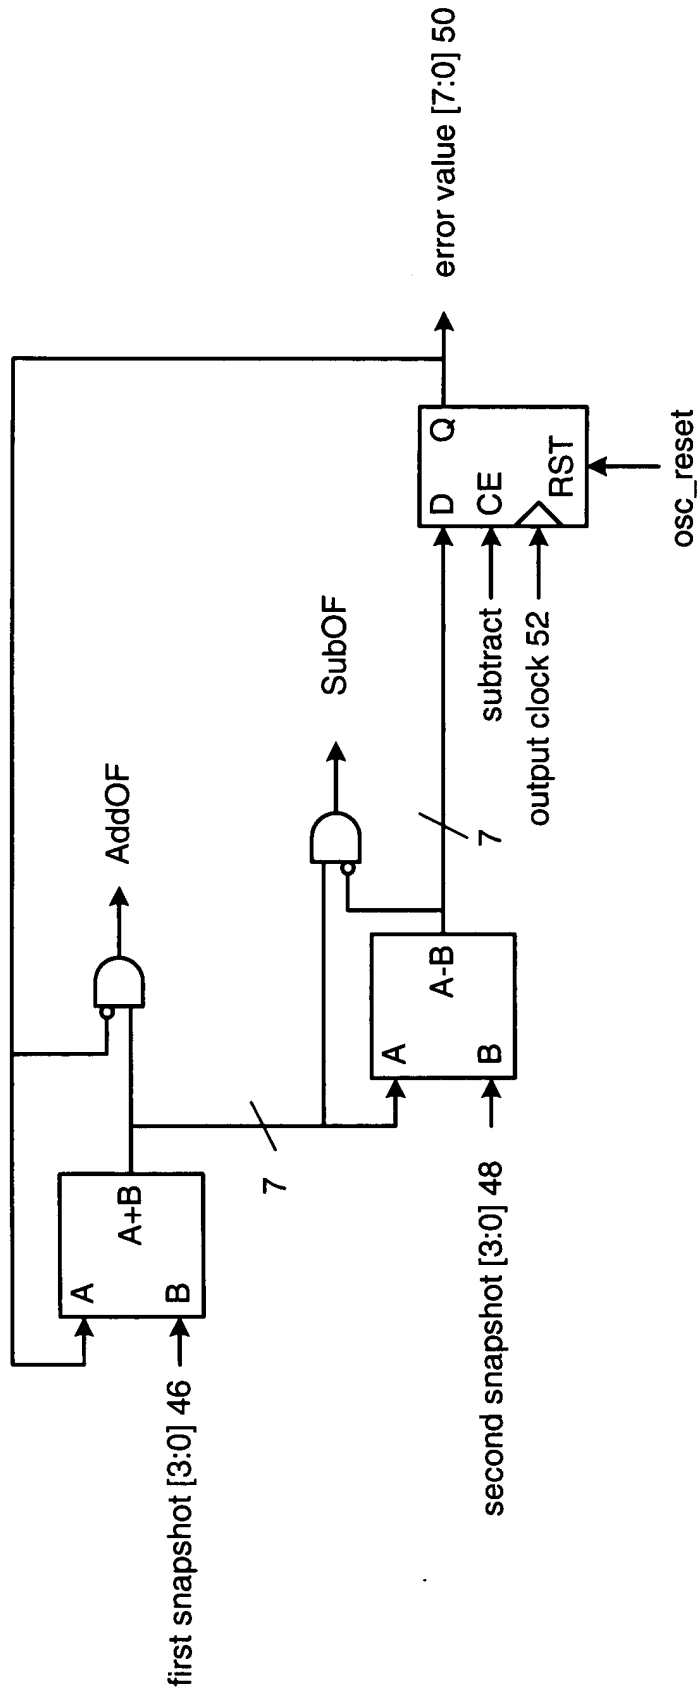 first snapshot [3:0] 46
A
B
A+B
AddOF
7
second snapshot [3:0] 48
A
B
A-B
SubOF
7
subtract
output clock 52
D
CE
Q
RST
osc_reset
error value [7:0] 50